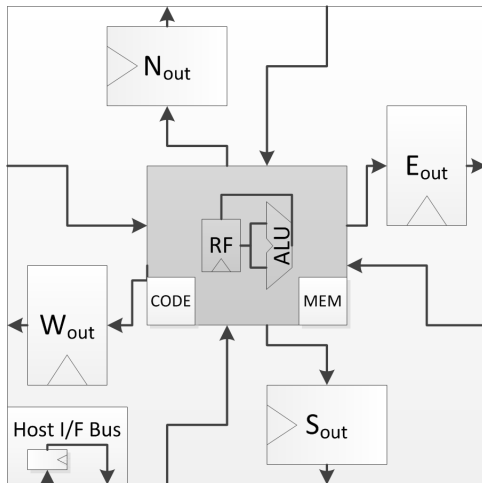 Nout
Eout
RF
ALU
CODE
MEM
Wout
Host I/F Bus
Sout